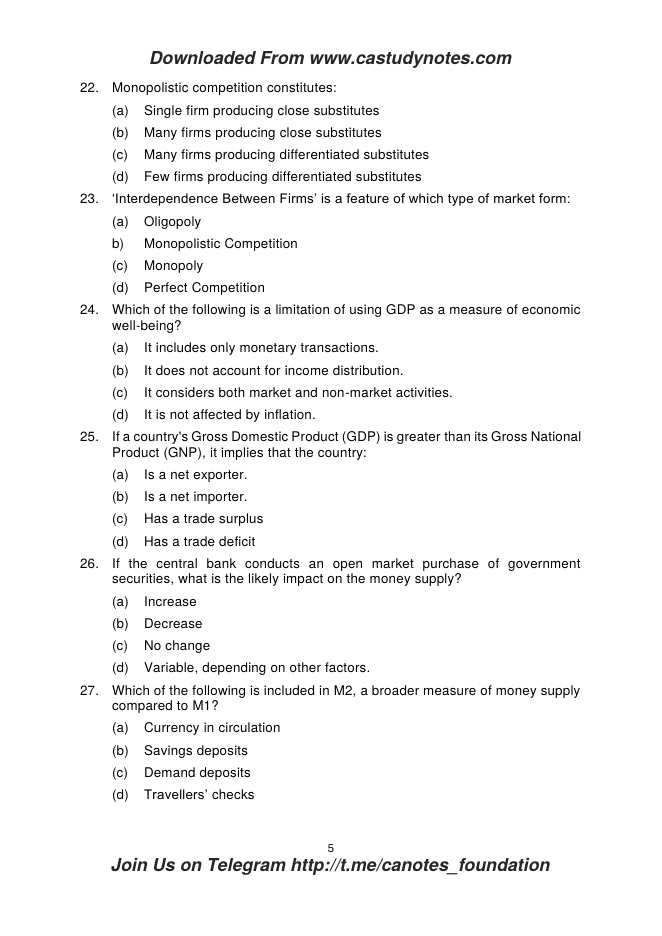 Downloaded From www.castudynotes.com
22. Monopolistic competition constitutes:
(a) Single firm producing close substitutes
(b) Many firms producing close substitutes
(c) Many firms producing differentiated substitutes
(d) Few firms producing differentiated substitutes
23. ‘Interdependence Between Firms’ is a feature of which type of market form:
(a) Oligopoly
b) Monopolistic Competition
(c) Monopoly
(d) Perfect Competition
24. Which of the following is a limitation of using GDP as a measure of economic
well-being?
(a) It includes only monetary transactions.
(b) It does not account for income distribution.
(c) It considers both market and non-market activities.
(d) It is not affected by inflation.
25. If a country's Gross Domestic Product (GDP) is greater than its Gross National
Product (GNP), it implies that the country:
(a) Is a net exporter.
(b) Is a net importer.
(c) Has a trade surplus
(d) Has a trade deficit
26. If the central bank conducts an open market purchase of government
securities, what is the likely impact on the money supply?
(a) Increase
(b) Decrease
(c) No change
(d) Variable, depending on other factors.
27. Which of the following is included in M2, a broader measure of money supply
compared to M1?
(a) Currency in circulation
(b) Savings deposits
(c) Demand deposits
(d) Travellers’ checks
5
Join Us on Telegram http://t.me/canotes_foundation